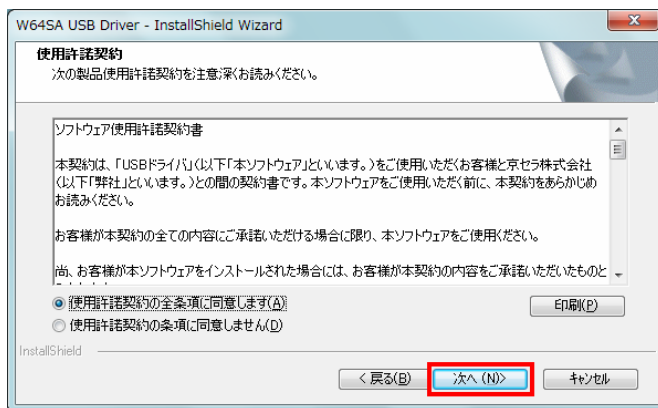 W64SA USB Driver - InstallShield Wizard
使用許諾契約
次の製品使用許諾契約を注意深くお読みください。
ソフトウェア使用許諾契約書
本契約は、「USBドライバ」(以下「本ソフトウェア」といいます。)をご使用いただくお客様と京セラ株式会社
(以下「弊社」といいます。)との間の契約書です。本ソフトウェアをご使用いただく前に、本契約をあらかじめ
お読みください。
お客様が本契約の全ての内容にご承諾いただける場合に限り、本ソフトウェアをご使用ください。
尚、お客様が本ソフトウェアをインストールされた場合には、お客様が本契約の内容をご承諾いただいたものと
使用許諾契約の全条項に同意します(A)
印刷(P)
使用許諾契約の条項に同意しません(D)
InstallShield
< 戻る(B)
次へ (N)>
キャンセル